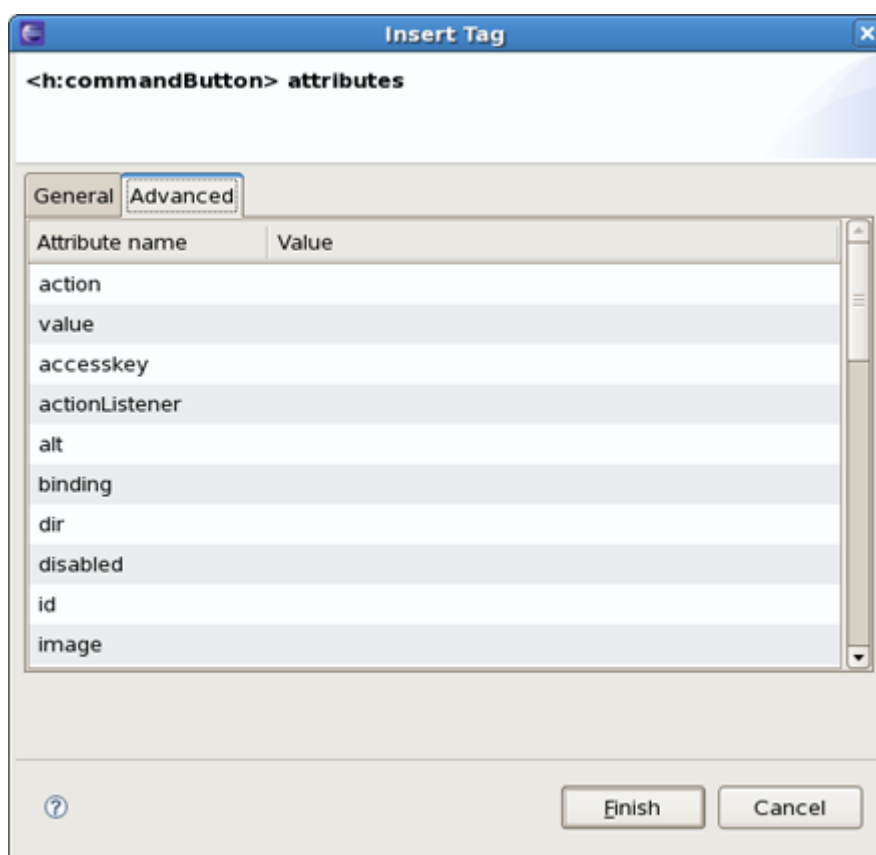 Insert Tag
<h:commandButton> attributes
General Advanced
Attribute name Value
action
value
accesskey
actionListener
alt
binding
dir
disabled
id
image
Finish Cancel